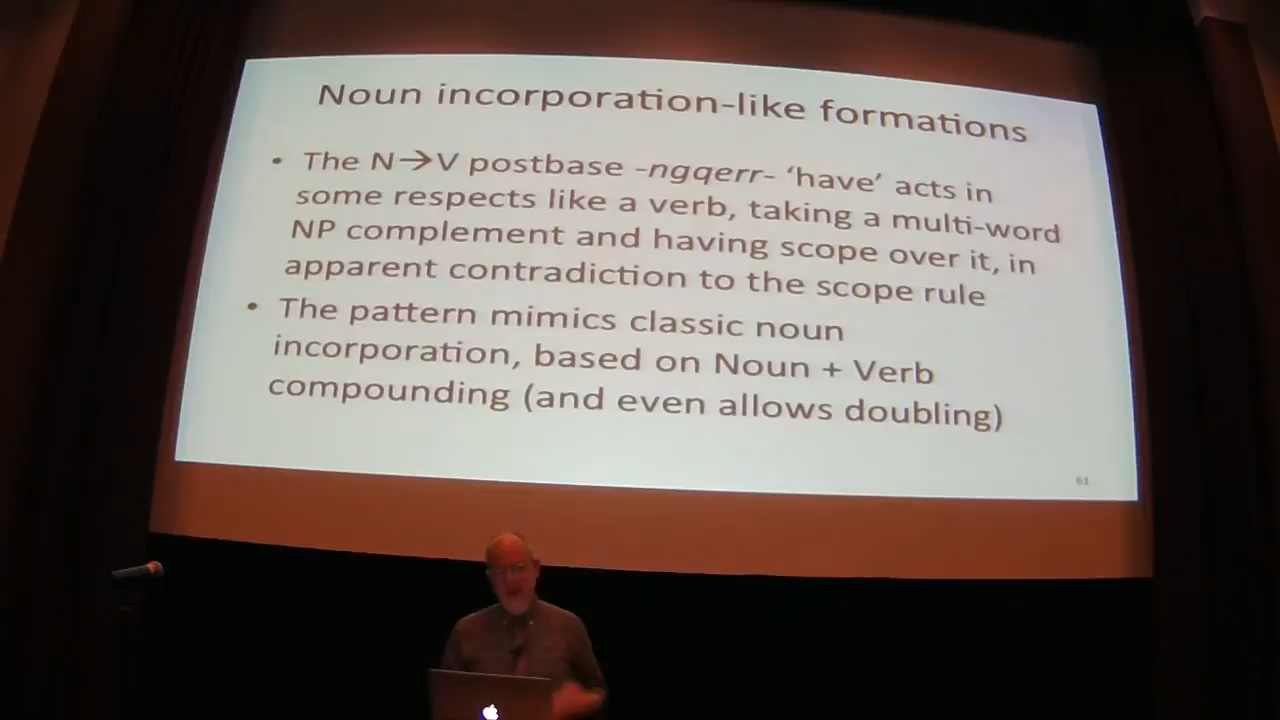 Noun incorporation-like formations
• The N→V postbase -ngqerr- ‘have’ acts in
some respects like a verb, taking a multi-word
NP complement and having scope over it, in
apparent contradiction to the scope rule
• The pattern mimics classic noun
incorporation, based on Noun + Verb
compounding (and even allows doubling)
61